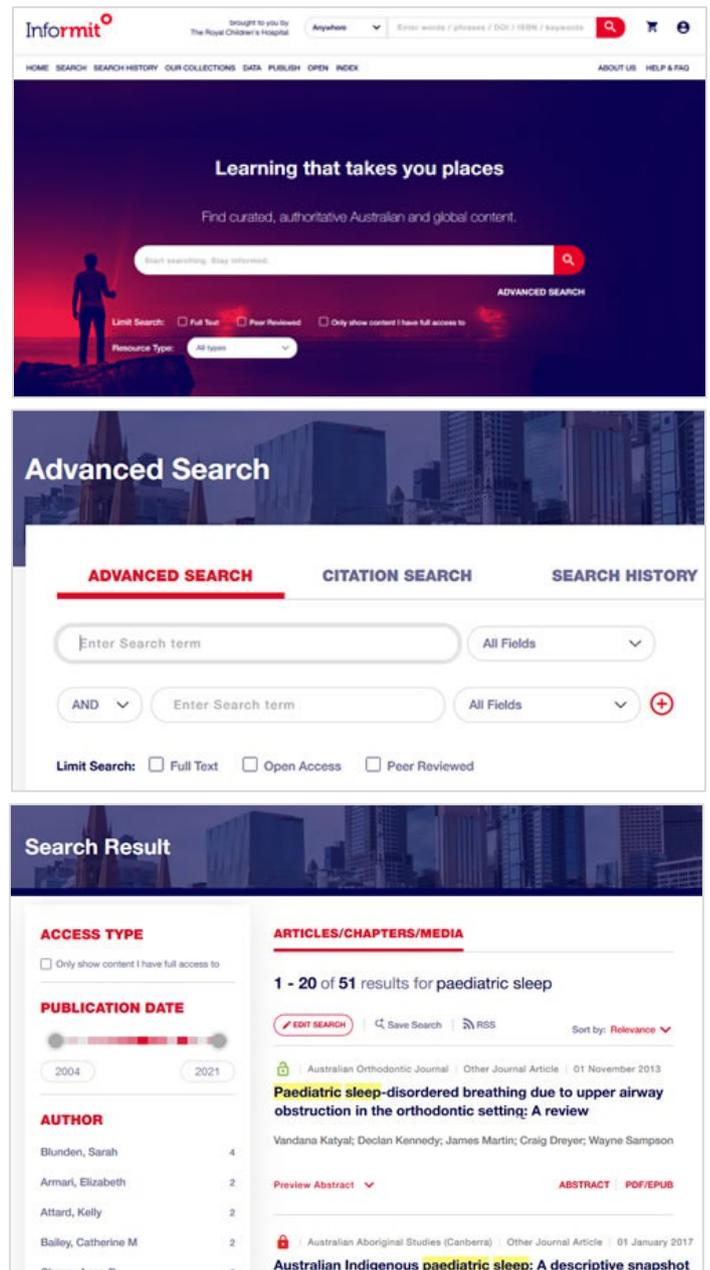 Informit
brought to you by
The Royal Children's Hospital
Anywhere
Enter words / phrases / DOI / ISBN / keywords
HOME SEARCH SEARCH HISTORY OUR COLLECTIONS DATA PUBLISH OPEN INDEX
ABOUT US HELP & FAQ
Learning that takes you places
Find curated, authoritative Australian and global content.
Start searching. Stay informed.
ADVANCED SEARCH
Limit Search: Full Text Peer Reviewed Only show content I have full access to
Resource Type: All types
Advanced Search
ADVANCED SEARCH CITATION SEARCH SEARCH HISTORY
Enter Search term All Fields
AND Enter Search term All Fields
Limit Search: Full Text Open Access Peer Reviewed
Search Result
ACCESS TYPE
Only show content I have full access to
PUBLICATION DATE
2004 2021
AUTHOR
Blunden, Sarah 4
Armari, Elizabeth 2
Attard, Kelly 2
Bailey, Catherine M 2
ARTICLES/CHAPTERS/MEDIA
1 - 20 of 51 results for paediatric sleep
EDIT SEARCH Save Search RSS Sort by: Relevance
Australian Orthodontic Journal Other Journal Article 01 November 2013
Paediatric sleep-disordered breathing due to upper airway
obstruction in the orthodontic setting: A review
Vandana Katyal; Declan Kennedy; James Martin; Craig Dreyer; Wayne Sampson
Preview Abstract ABSTRACT PDF/EPUB
Australian Aboriginal Studies (Canberra) Other Journal Article 01 January 2017
Australian Indigenous paediatric sleep: A descriptive snapshot